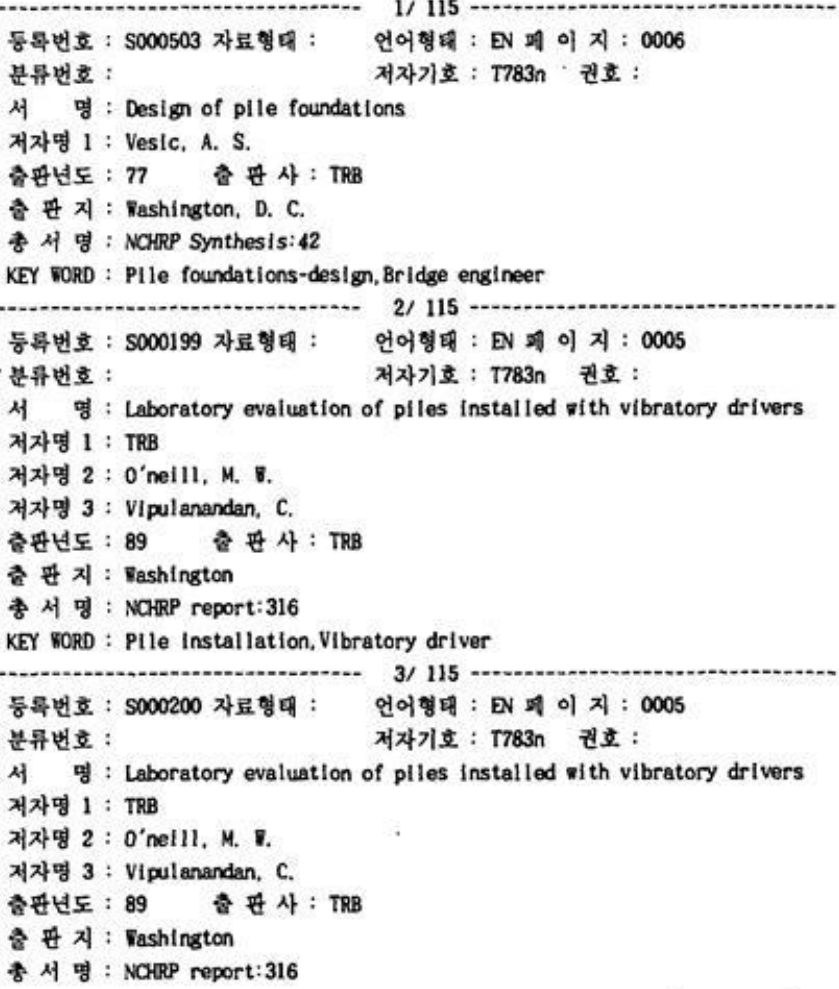 ------------------------------- 1/ 115 -------------------------------
등록번호 : S000503 자료형태 : 언어형태 : EN 페 이 지 : 0006
분류번호 : 저자기호 : T783n 권호 :
서 명 : Design of pile foundations
저자명 1 : Vesic, A. S.
출판년도 : 77 출 판 사 : TRB
출 판 지 : Washington, D. C.
총 서 명 : NCHRP Synthesis:42
KEY WORD : Pile foundations-design,Bridge engineer
------------------------------- 2/ 115 -------------------------------
등록번호 : S000199 자료형태 : 언어형태 : EN 페 이 지 : 0005
분류번호 : 저자기호 : T783n 권호 :
서 명 : Laboratory evaluation of piles installed with vibratory drivers
저자명 1 : TRB
저자명 2 : O'neill, M. W.
저자명 3 : Vipulanandan, C.
출판년도 : 89 출 판 사 : TRB
출 판 지 : Washington
총 서 명 : NCHRP report:316
KEY WORD : Pile installation,Vibratory driver
------------------------------- 3/ 115 -------------------------------
등록번호 : S000200 자료형태 : 언어형태 : EN 페 이 지 : 0005
분류번호 : 저자기호 : T783n 권호 :
서 명 : Laboratory evaluation of piles installed with vibratory drivers
저자명 1 : TRB
저자명 2 : O'neill, M. W.
저자명 3 : Vipulanandan, C.
출판년도 : 89 출 판 사 : TRB
출 판 지 : Washington
총 서 명 : NCHRP report:316